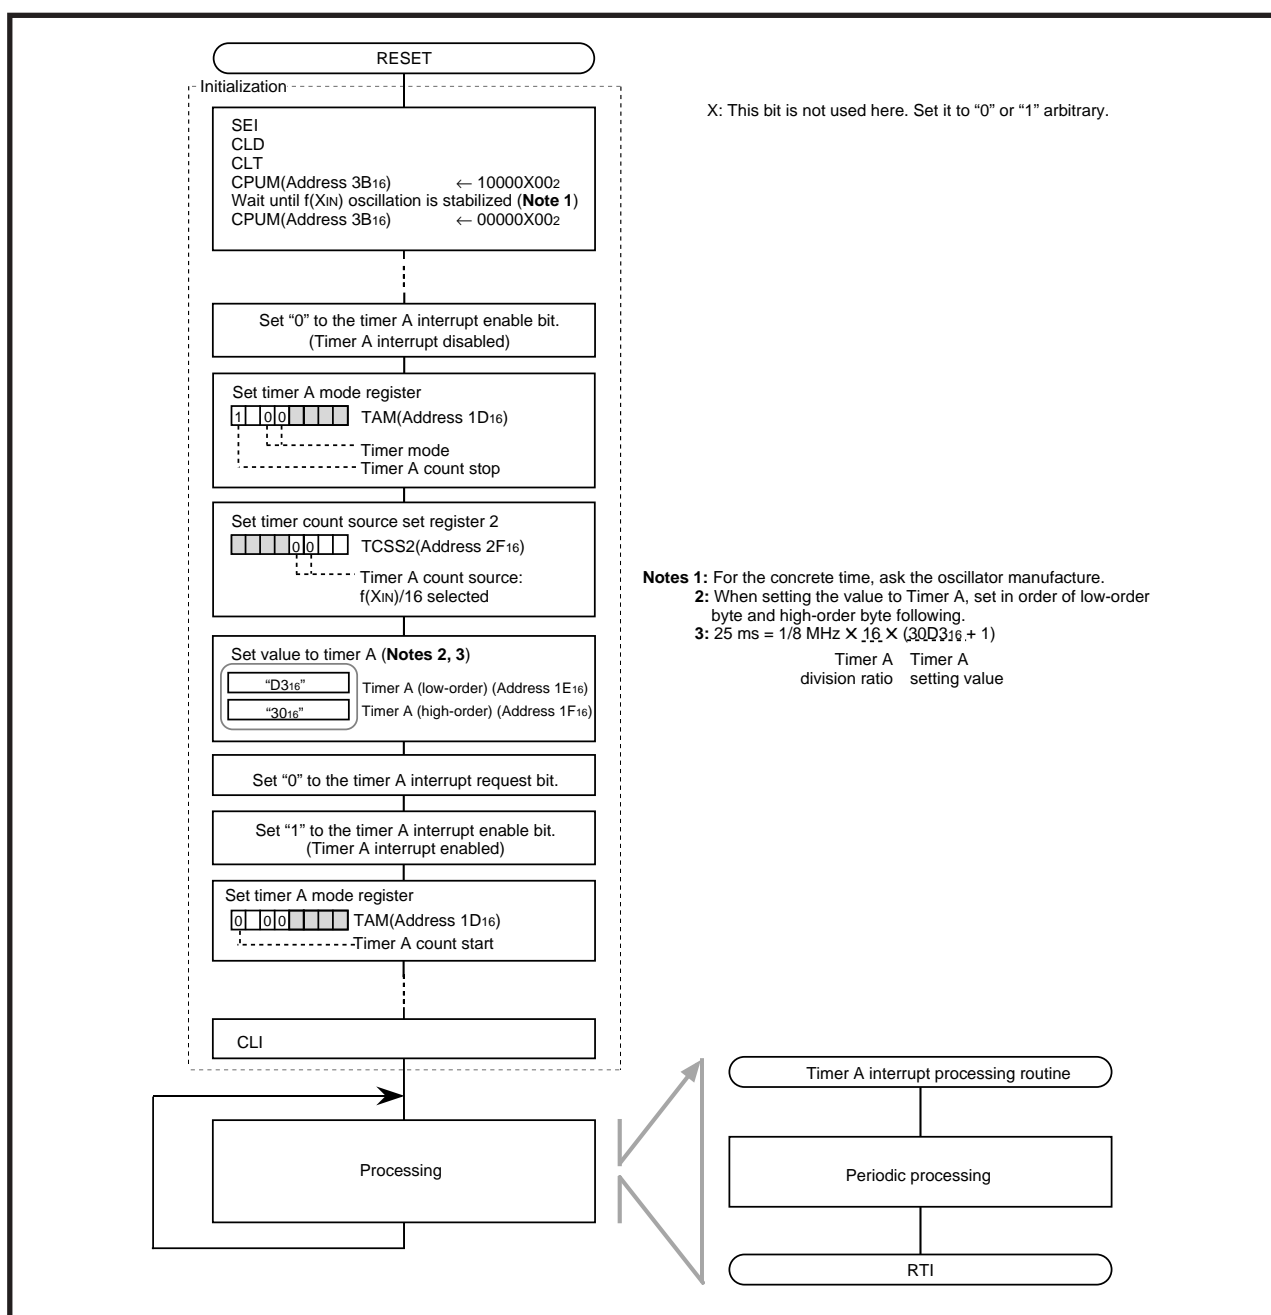 RESET
Initialization
SEI
CLD
CLT
CPUM(Address 3B16) ← 10000X002
Wait until f(XIN) oscillation is stabilized (Note 1)
CPUM(Address 3B16) ← 00000X002
X: This bit is not used here. Set it to “0” or “1” arbitrary.
Set “0” to the timer A interrupt enable bit.
(Timer A interrupt disabled)
Set timer A mode register
1 0 0 TAM(Address 1D16)
Timer mode
Timer A count stop
Set timer count source set register 2
0 0 TCSS2(Address 2F16)
Timer A count source:
f(XIN)/16 selected
Notes 1: For the concrete time, ask the oscillator manufacture.
2: When setting the value to Timer A, set in order of low-order
byte and high-order byte following.
3: 25 ms = 1/8 MHz × 16 × (30D316 + 1)
Timer A Timer A
division ratio setting value
Set value to timer A (Notes 2, 3)
“D316” Timer A (low-order) (Address 1E16)
“3016” Timer A (high-order) (Address 1F16)
Set “0” to the timer A interrupt request bit.
Set “1” to the timer A interrupt enable bit.
(Timer A interrupt enabled)
Set timer A mode register
0 0 0 TAM(Address 1D16)
Timer A count start
CLI
Processing
Timer A interrupt processing routine
Periodic processing
RTI